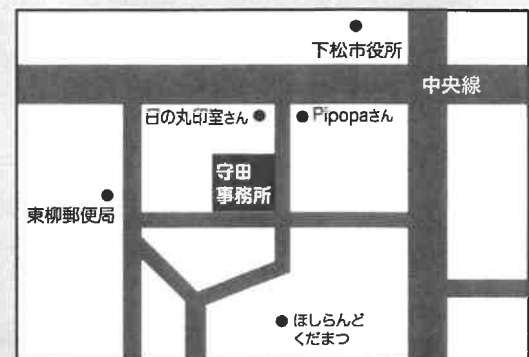 下松市役所
中央線
日の丸印室さん
Pipopaさん
守田
事務所
東柳郵便局
ほしらんど
くだまつ